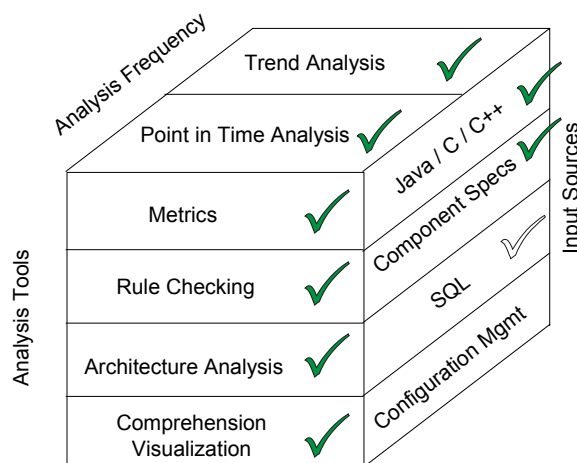 Analysis Frequency
Trend Analysis
Point in Time Analysis
Analysis Tools
Metrics
Rule Checking
Architecture Analysis
Comprehension
Visualization
Java / C / C++
Component Specs
SQL
Configuration Mgmt
Input Sources